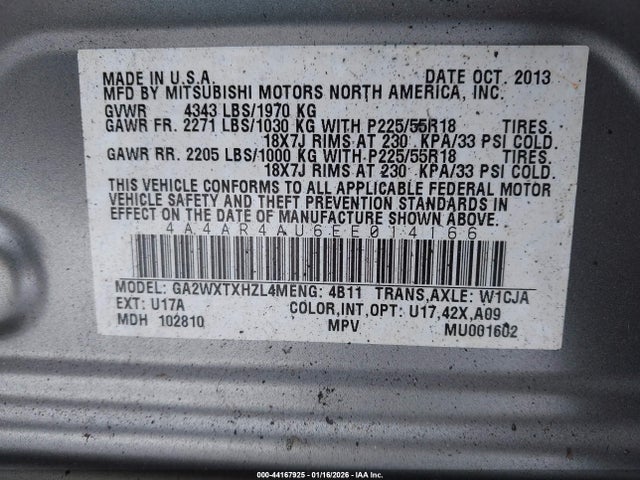 MADE IN U.S.A. DATE OCT. 2013
MFD BY MITSUBISHI MOTORS NORTH AMERICA, INC.
GVWR 4343 LBS/1970 KG
GAWR FR. 2271 LBS/1030 KG WITH P225/55R18 TIRES.
18X7J RIMS AT 230 KPA/33 PSI COLD.
GAWR RR. 2205 LBS/1000 KG WITH P225/55R18 TIRES.
18X7J RIMS AT 230 KPA/33 PSI COLD.
THIS VEHICLE CONFORMS TO ALL APPLICABLE FEDERAL MOTOR
VEHICLE SAFETY AND THEFT PREVENTION STANDARDS IN
EFFECT ON THE DATE OF MANUFACTURE SHOWN ABOVE.
4A4AR4AU6EE014166
MODEL: GA2WXTXHZL4M ENG: 4B11 TRANS,AXLE: W1CJA
EXT: U17A COLOR,INT,OPT: U17,42X,A09
MDH 102810 MPV MU001602
000-44167925 - 01/16/2026 - IAA Inc.